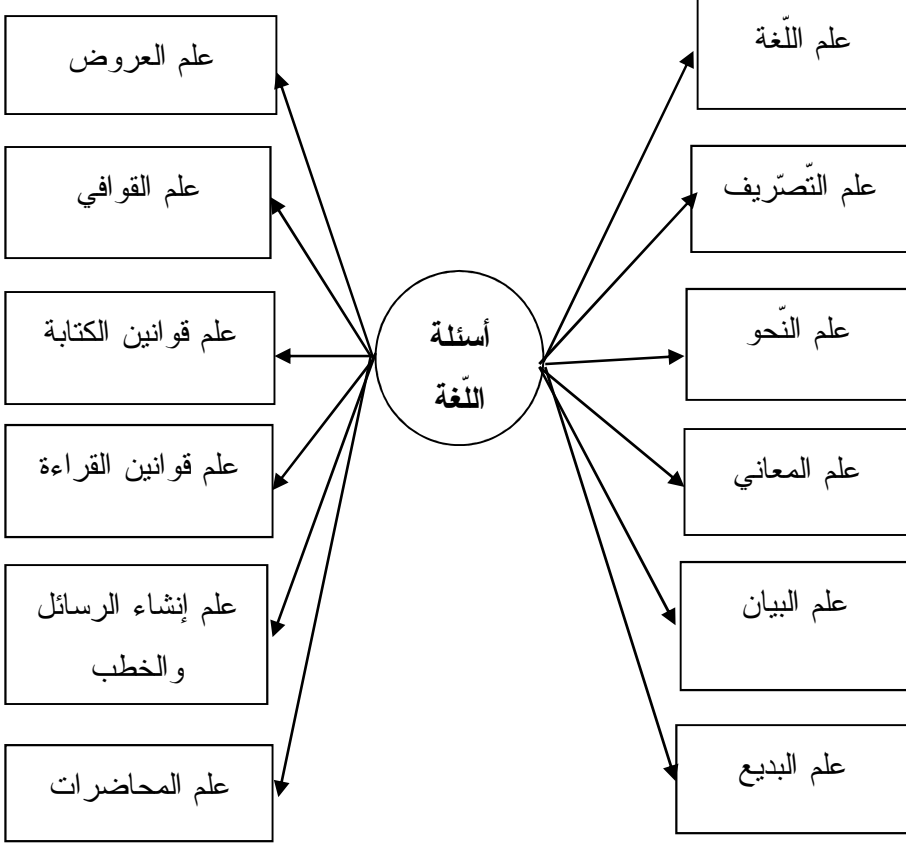 علم اللّغة
علم التّصرّيف
علم النّحو
علم المعاني
علم البيان
علم البديع
أسئلة
اللّغة
علم العروض
علم القوافي
علم قوانين الكتابة
علم قوانين القراءة
علم إنشاء الرسائل
والخطب
علم المحاضرات